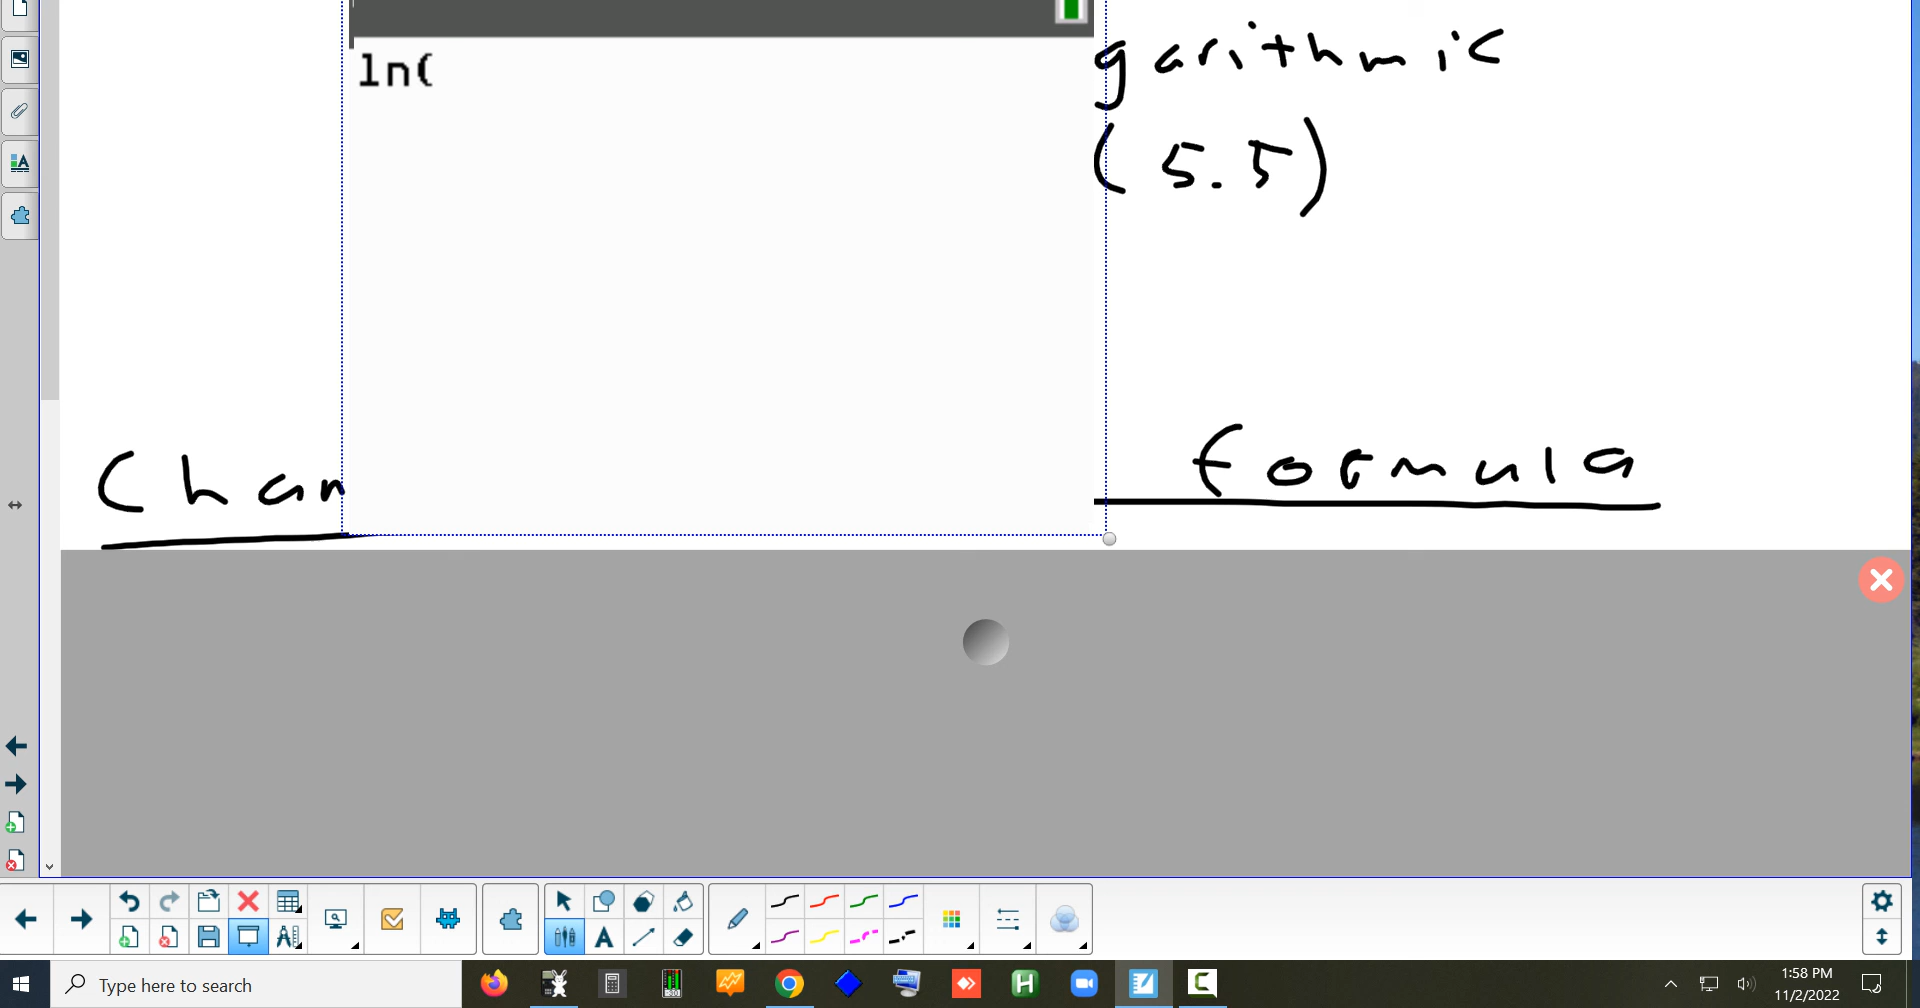 ln(
garithmic
(5.5)
Chan
formula
Type here to search
1:58 PM
11/2/2022